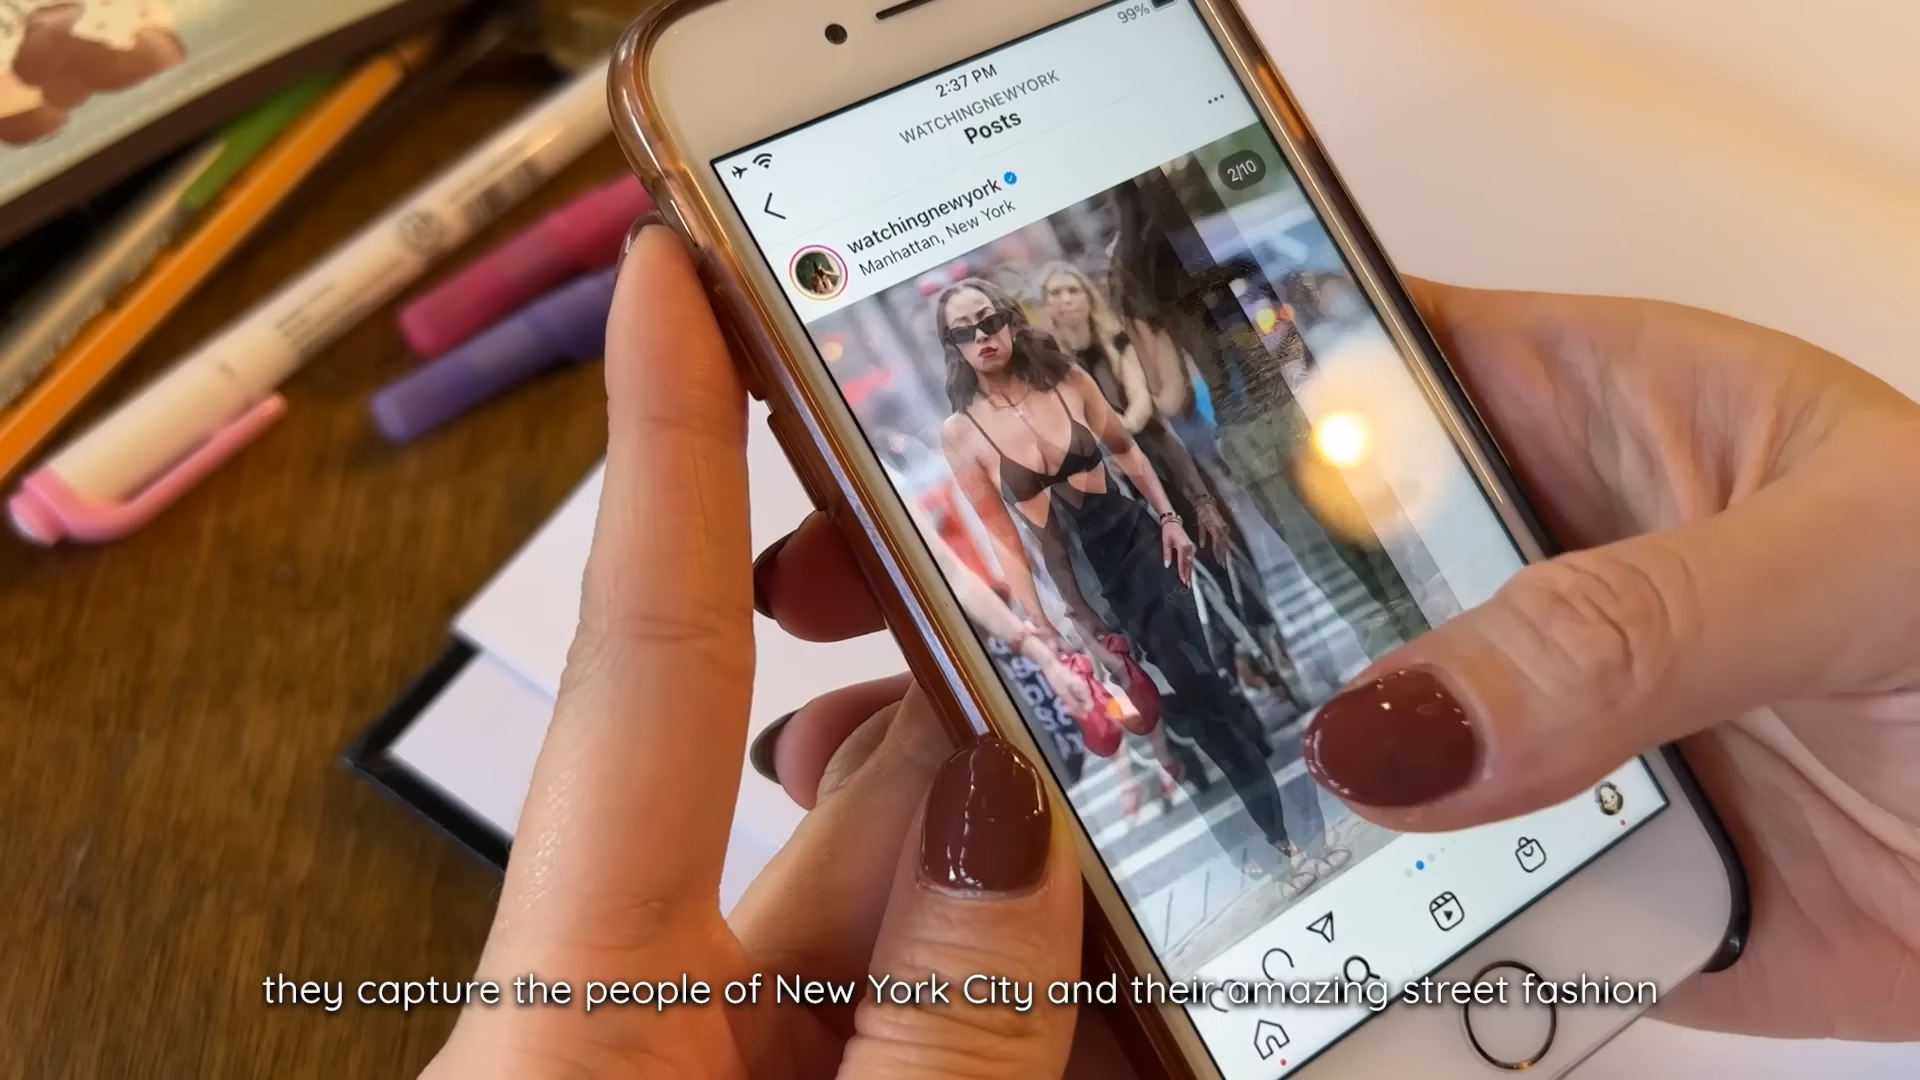 99%
2:37 PM
WATCHINGNEWYORK
Posts
2/10
watchingnewyork
Manhattan, New York
they capture the people of New York City and their amazing street fashion